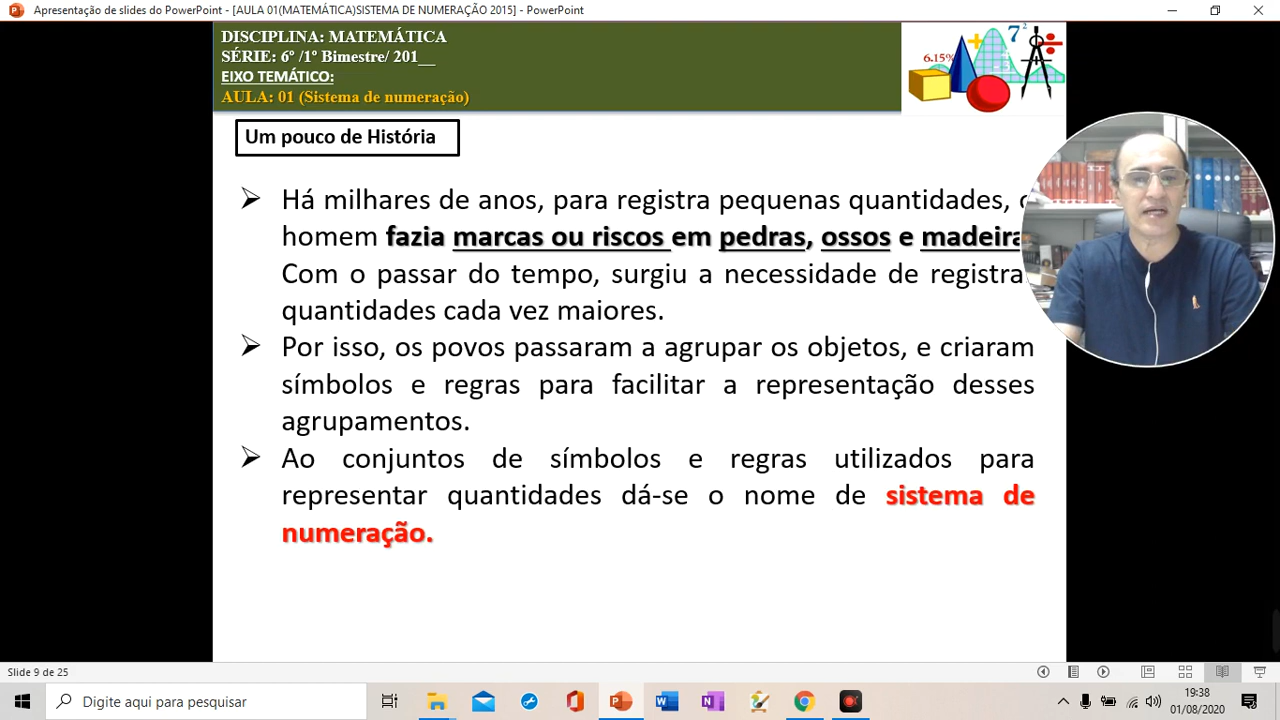 Apresentação de slides do PowerPoint - [AULA 01(MATEMÁTICA)SISTEMA DE NUMERAÇÃO 2015] - PowerPoint
DISCIPLINA: MATEMÁTICA
SÉRIE: 6º /1º Bimestre/ 201__
EIXO TEMÁTICO:
AULA: 01 (Sistema de numeração)
6.15%
7²
Um pouco de História
Há milhares de anos, para registra pequenas quantidades,
homem fazia marcas ou riscos em pedras, ossos e madeira
Com o passar do tempo, surgiu a necessidade de registra
quantidades cada vez maiores.
Por isso, os povos passaram a agrupar os objetos, e criaram
símbolos e regras para facilitar a representação desses
agrupamentos.
Ao conjuntos de símbolos e regras utilizados para
representar quantidades dá-se o nome de sistema de
numeração.
Slide 9 de 25
Digite aqui para pesquisar
19:38
01/08/2020